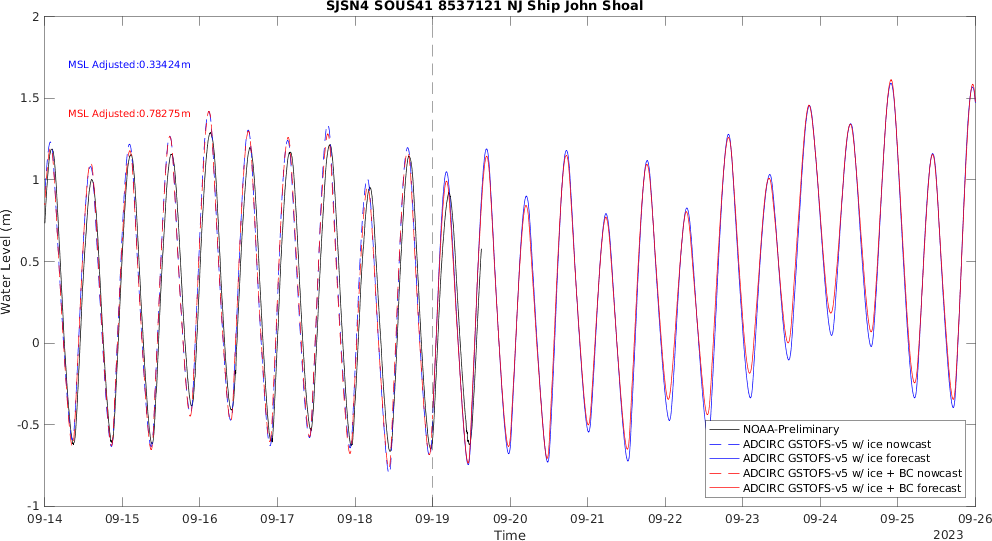 SJSN4 SOUS41 8537121 NJ Ship John Shoal
2
1.5
1
0.5
0
-0.5
-1
Water Level (m)
MSL Adjusted:0.33424m
MSL Adjusted:0.78275m
NOAA-Preliminary
ADCIRC GSTOFS-v5 w/ ice nowcast
ADCIRC GSTOFS-v5 w/ ice forecast
ADCIRC GSTOFS-v5 w/ ice + BC nowcast
ADCIRC GSTOFS-v5 w/ ice + BC forecast
09-14 09-15 09-16 09-17 09-18 09-19 09-20 09-21 09-22 09-23 09-24 09-25 09-26
Time
2023